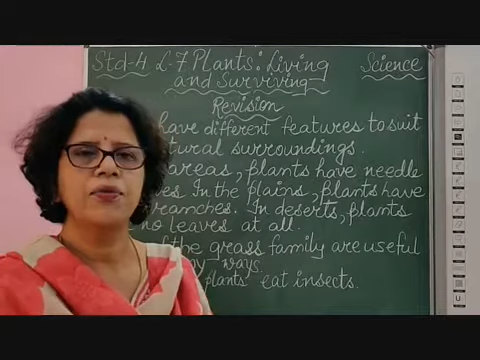 Std-4 L-7 Plants: Living Science
and Surviving
Revision
have different features to suit
tural surroundings.
areas, plants have needle
es In the plains, plants have
ranches. In deserts, plants
no leaves at all.
f the grass family are useful
ny ways.
plants eat insects.